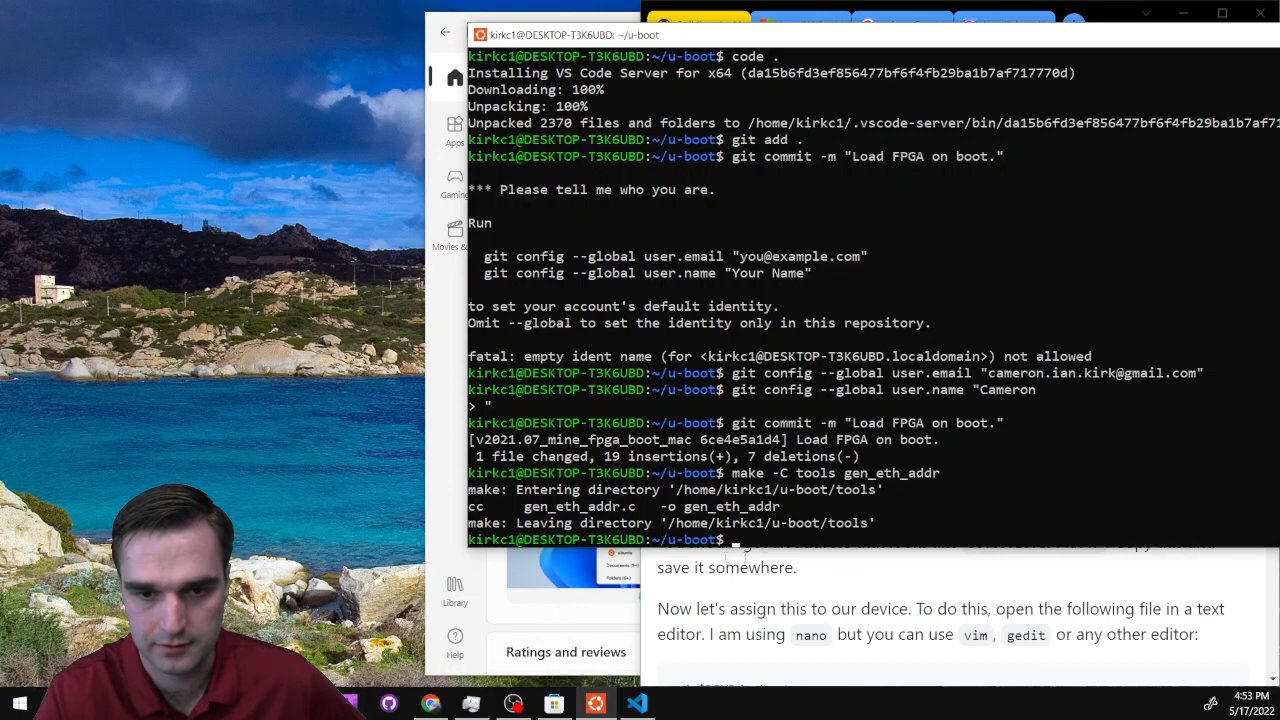 kirkc1@DESKTOP-T3K6UBD: ~/u-boot
kirkc1@DESKTOP-T3K6UBD:~/u-boot$ code .
Installing VS Code Server for x64 (da15b6fd3ef856477bf6f4fb29ba1b7af717770d)
Downloading: 100%
Unpacking: 100%
Unpacked 2370 files and folders to /home/kirkc1/.vscode-server/bin/da15b6fd3ef856477bf6f4fb29ba1b7af7177
kirkc1@DESKTOP-T3K6UBD:~/u-boot$ git add .
kirkc1@DESKTOP-T3K6UBD:~/u-boot$ git commit -m "Load FPGA on boot."
*** Please tell me who you are.
Run
git config --global user.email "you@example.com"
git config --global user.name "Your Name"
to set your account's default identity.
Omit --global to set the identity only in this repository.
fatal: empty ident name (for <kirkc1@DESKTOP-T3K6UBD.localdomain>) not allowed
kirkc1@DESKTOP-T3K6UBD:~/u-boot$ git config --global user.email "cameron.ian.kirk@gmail.com"
kirkc1@DESKTOP-T3K6UBD:~/u-boot$ git config --global user.name "Cameron
> "
kirkc1@DESKTOP-T3K6UBD:~/u-boot$ git commit -m "Load FPGA on boot."
[v2021.07_mine_fpga_boot_mac 6ce4e5a1d4] Load FPGA on boot.
1 file changed, 19 insertions(+), 7 deletions(-)
kirkc1@DESKTOP-T3K6UBD:~/u-boot$ make -C tools gen_eth_addr
make: Entering directory '/home/kirkc1/u-boot/tools'
cc gen_eth_addr.c -o gen_eth_addr
make: Leaving directory '/home/kirkc1/u-boot/tools'
kirkc1@DESKTOP-T3K6UBD:~/u-boot$
Apps
Gaming
Movies &
Library
Help
Documents
Folders
Ratings and reviews
save it somewhere.
Now let's assign this to our device. To do this, open the following file in a text
editor. I am using nano but you can use vim, gedit or any other editor:
4:53 PM
5/17/2022